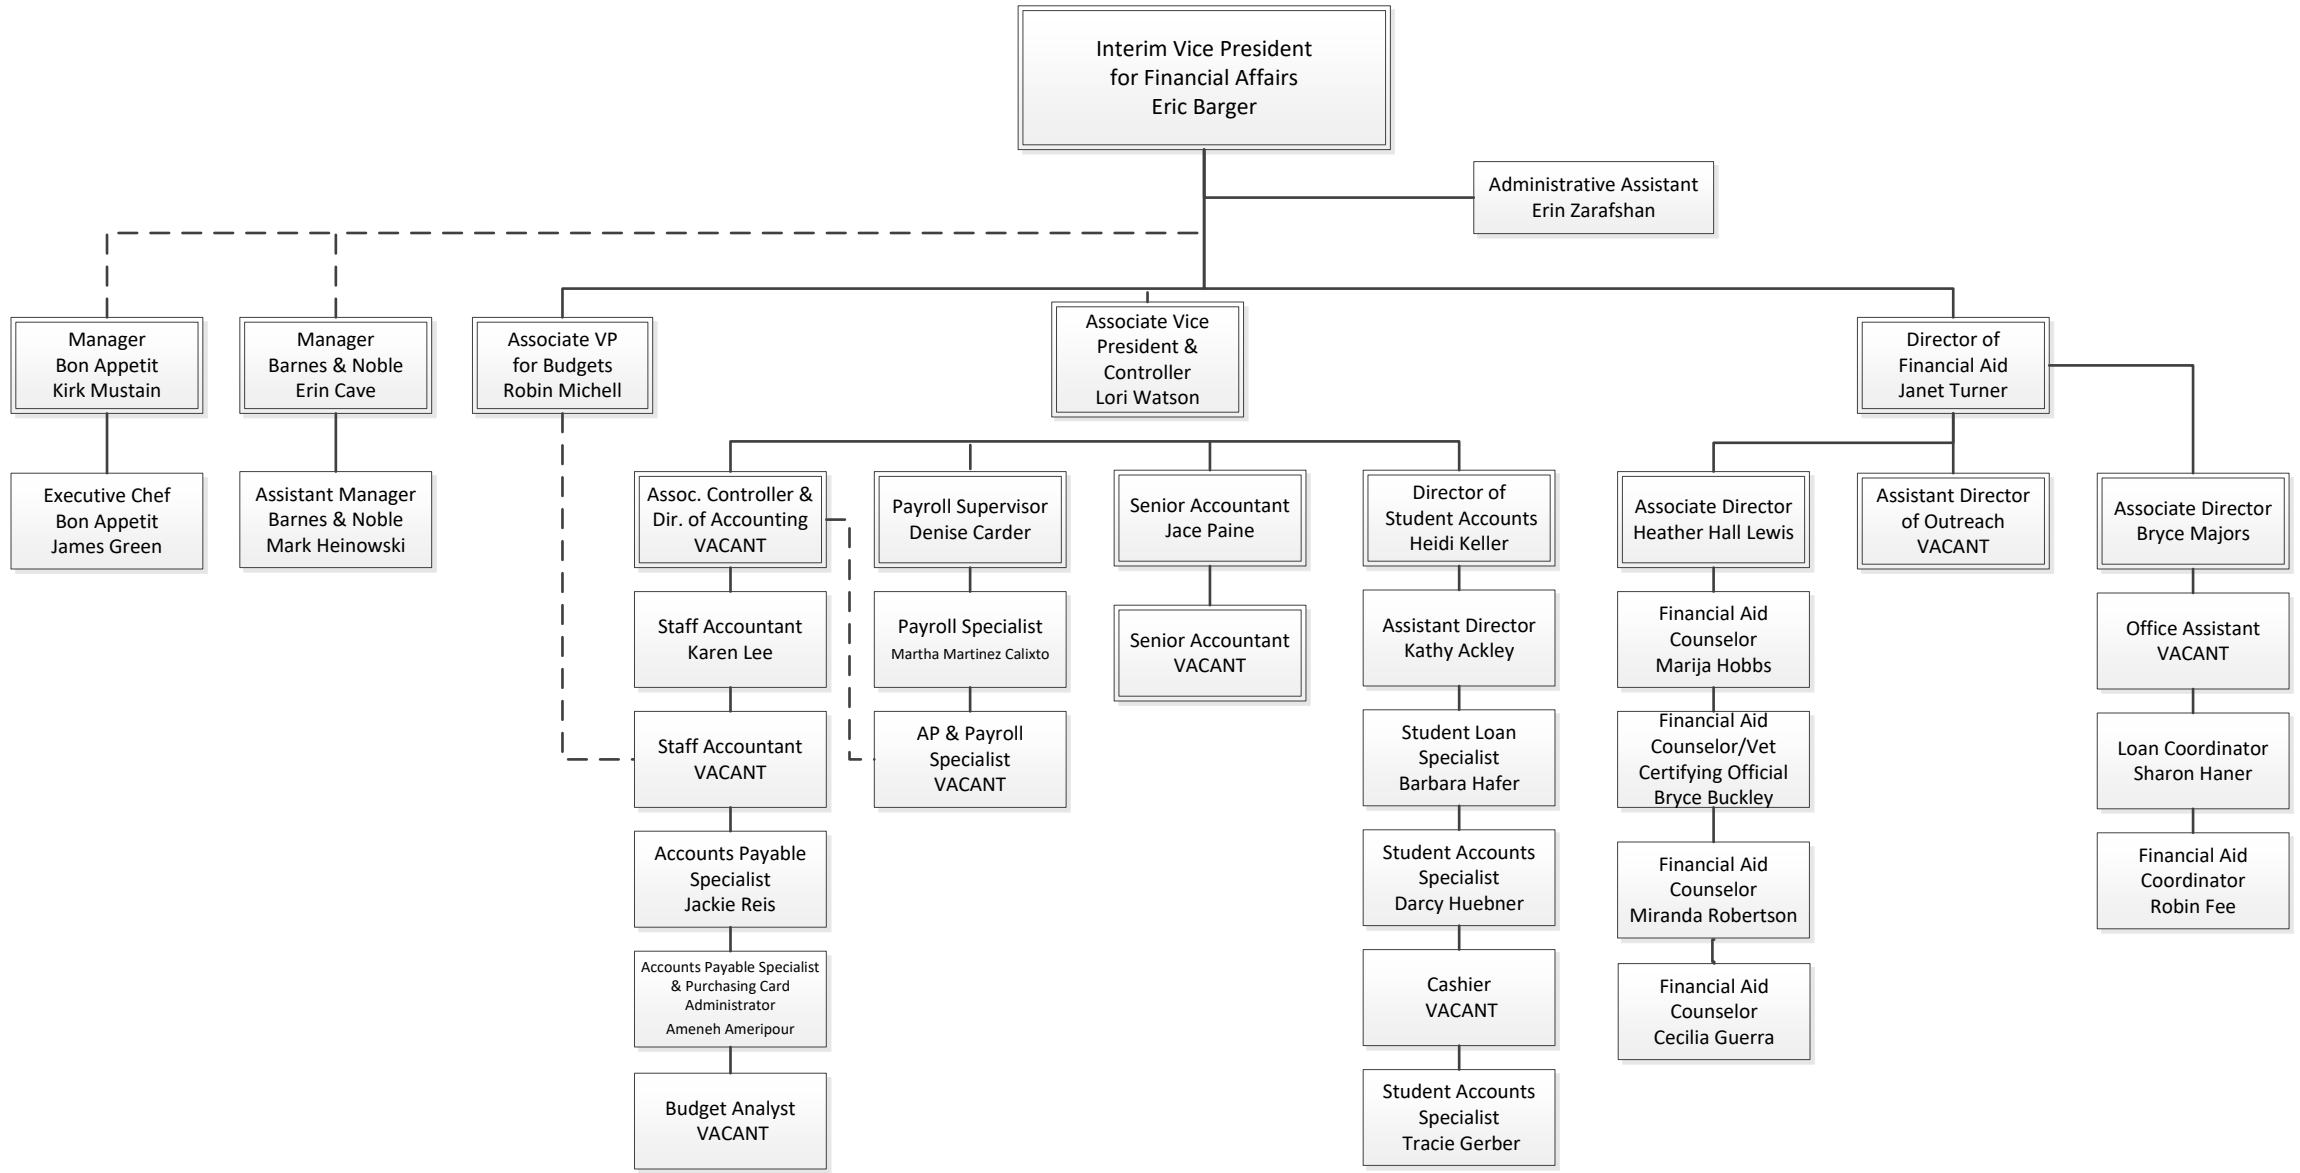 Interim Vice President
for Financial Affairs
Eric Barger
Administrative Assistant
Erin Zarafshan
Manager
Bon Appetit
Kirk Mustain
Manager
Barnes & Noble
Erin Cave
Associate VP
for Budgets
Robin Michell
Associate Vice
President &
Controller
Lori Watson
Director of
Financial Aid
Janet Turner
Executive Chef
Bon Appetit
James Green
Assistant Manager
Barnes & Noble
Mark Heinowski
Assoc. Controller &
Dir. of Accounting
VACANT
Payroll Supervisor
Denise Carder
Senior Accountant
Jace Paine
Director of
Student Accounts
Heidi Keller
Associate Director
Heather Hall Lewis
Assistant Director
of Outreach
VACANT
Associate Director
Bryce Majors
Staff Accountant
Karen Lee
Payroll Specialist
Martha Martinez Calixto
Senior Accountant
VACANT
Assistant Director
Kathy Ackley
Financial Aid
Counselor
Marija Hobbs
Office Assistant
VACANT
Staff Accountant
VACANT
AP & Payroll
Specialist
VACANT
Student Loan
Specialist
Barbara Hafer
Financial Aid
Counselor/Vet
Certifying Official
Bryce Buckley
Loan Coordinator
Sharon Haner
Accounts Payable
Specialist
Jackie Reis
Student Accounts
Specialist
Darcy Huebner
Financial Aid
Counselor
Miranda Robertson
Financial Aid
Coordinator
Robin Fee
Accounts Payable Specialist
& Purchasing Card
Administrator
Ameneh Ameripour
Cashier
VACANT
Financial Aid
Counselor
Cecilia Guerra
Budget Analyst
VACANT
Student Accounts
Specialist
Tracie Gerber